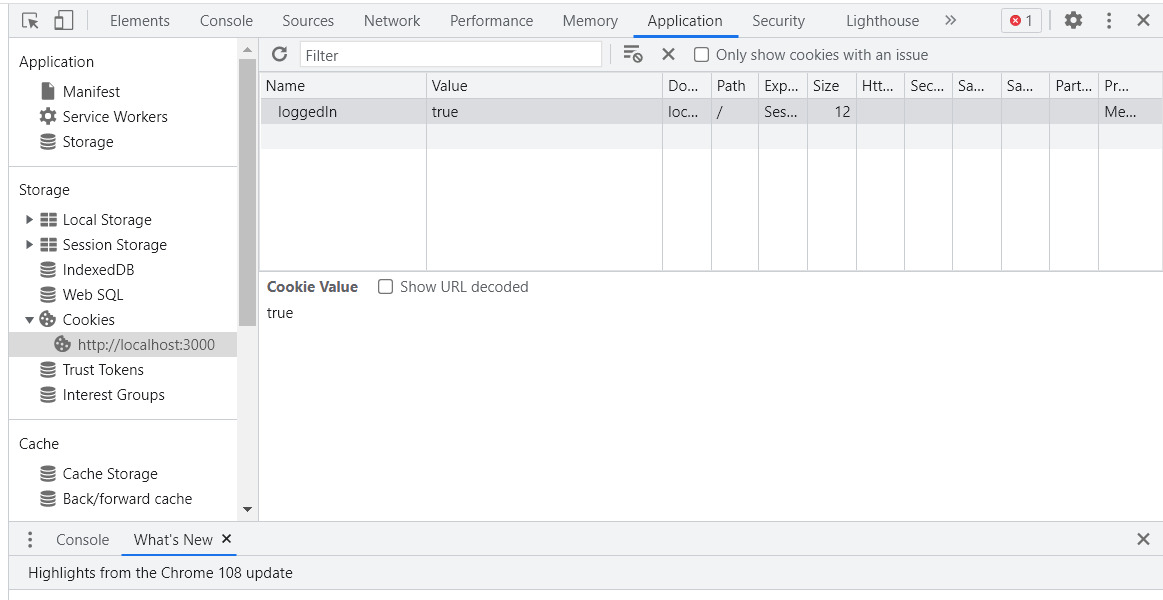 Elements Console Sources Network Performance Memory Application Security Lighthouse » 1
Application
Manifest
Service Workers
Storage
Storage
Local Storage
Session Storage
IndexedDB
Web SQL
Cookies
http://localhost:3000
Trust Tokens
Interest Groups
Cache
Cache Storage
Back/forward cache
Filter Only show cookies with an issue
Name Value Do... Path Exp... Size Htt... Sec... Sa... Sa... Part... Pr...
loggedIn true loc... / Ses... 12 Me...
Cookie Value Show URL decoded
true
Console What's New
Highlights from the Chrome 108 update